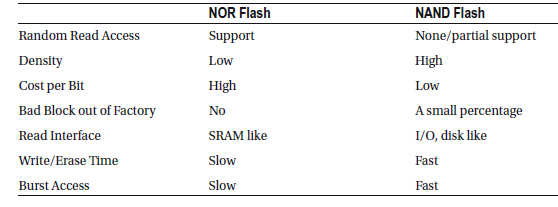 NOR Flash NAND Flash
Random Read Access Support None/partial support
Density Low High
Cost per Bit High Low
Bad Block out of Factory No A small percentage
Read Interface SRAM like I/O, disk like
Write/Erase Time Slow Fast
Burst Access Slow Fast